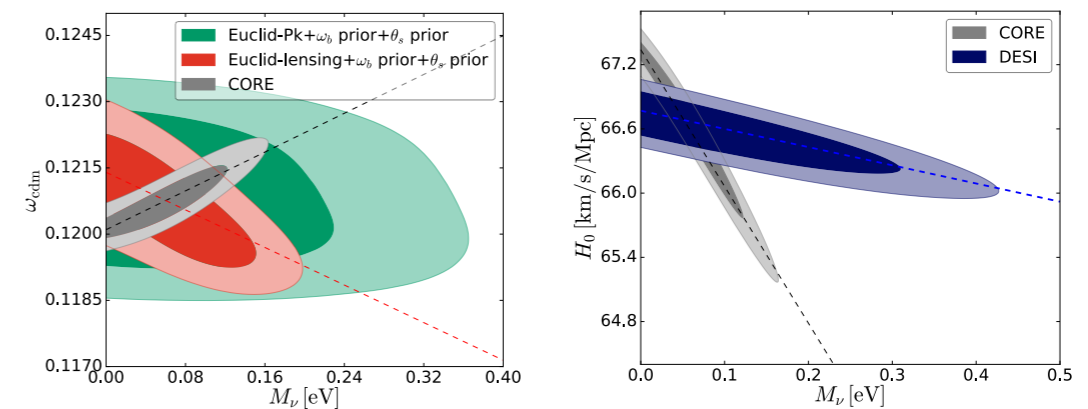 0.1245
0.1230
0.1215
0.1200
0.1185
0.1170
ω_cdm
Euclid-Pk+ω_b prior+θ_s prior
Euclid-lensing+ω_b prior+θ_s prior
CORE
0.00 0.08 0.16 0.24 0.32 0.40
M_ν [eV]
67.2
66.6
66.0
65.4
64.8
H_0 [km/s/Mpc]
CORE
DESI
0.0 0.1 0.2 0.3 0.4 0.5
M_ν [eV]